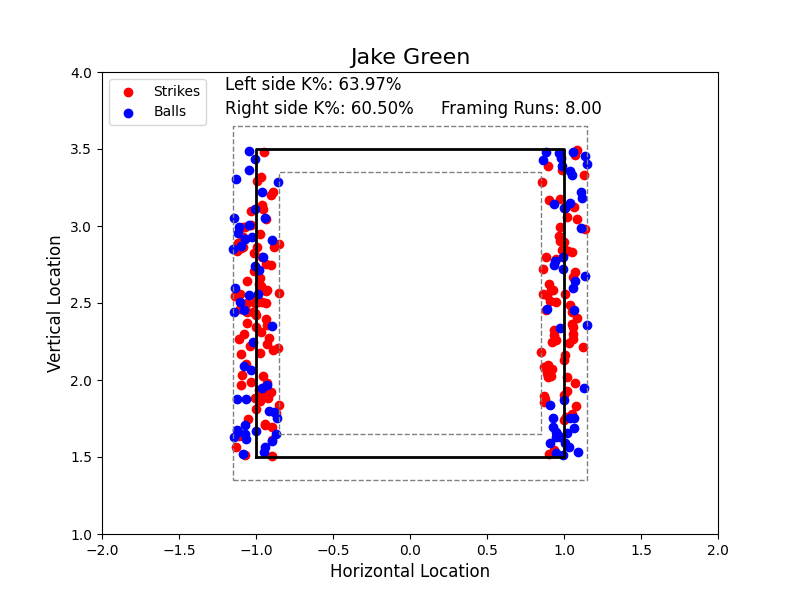 Jake Green
Strikes
Balls
Left side K%: 63.97%
Right side K%: 60.50%
Framing Runs: 8.00
4.0
3.5
3.0
2.5
2.0
1.5
1.0
Vertical Location
−2.0
−1.5
−1.0
−0.5
0.0
0.5
1.0
1.5
2.0
Horizontal Location